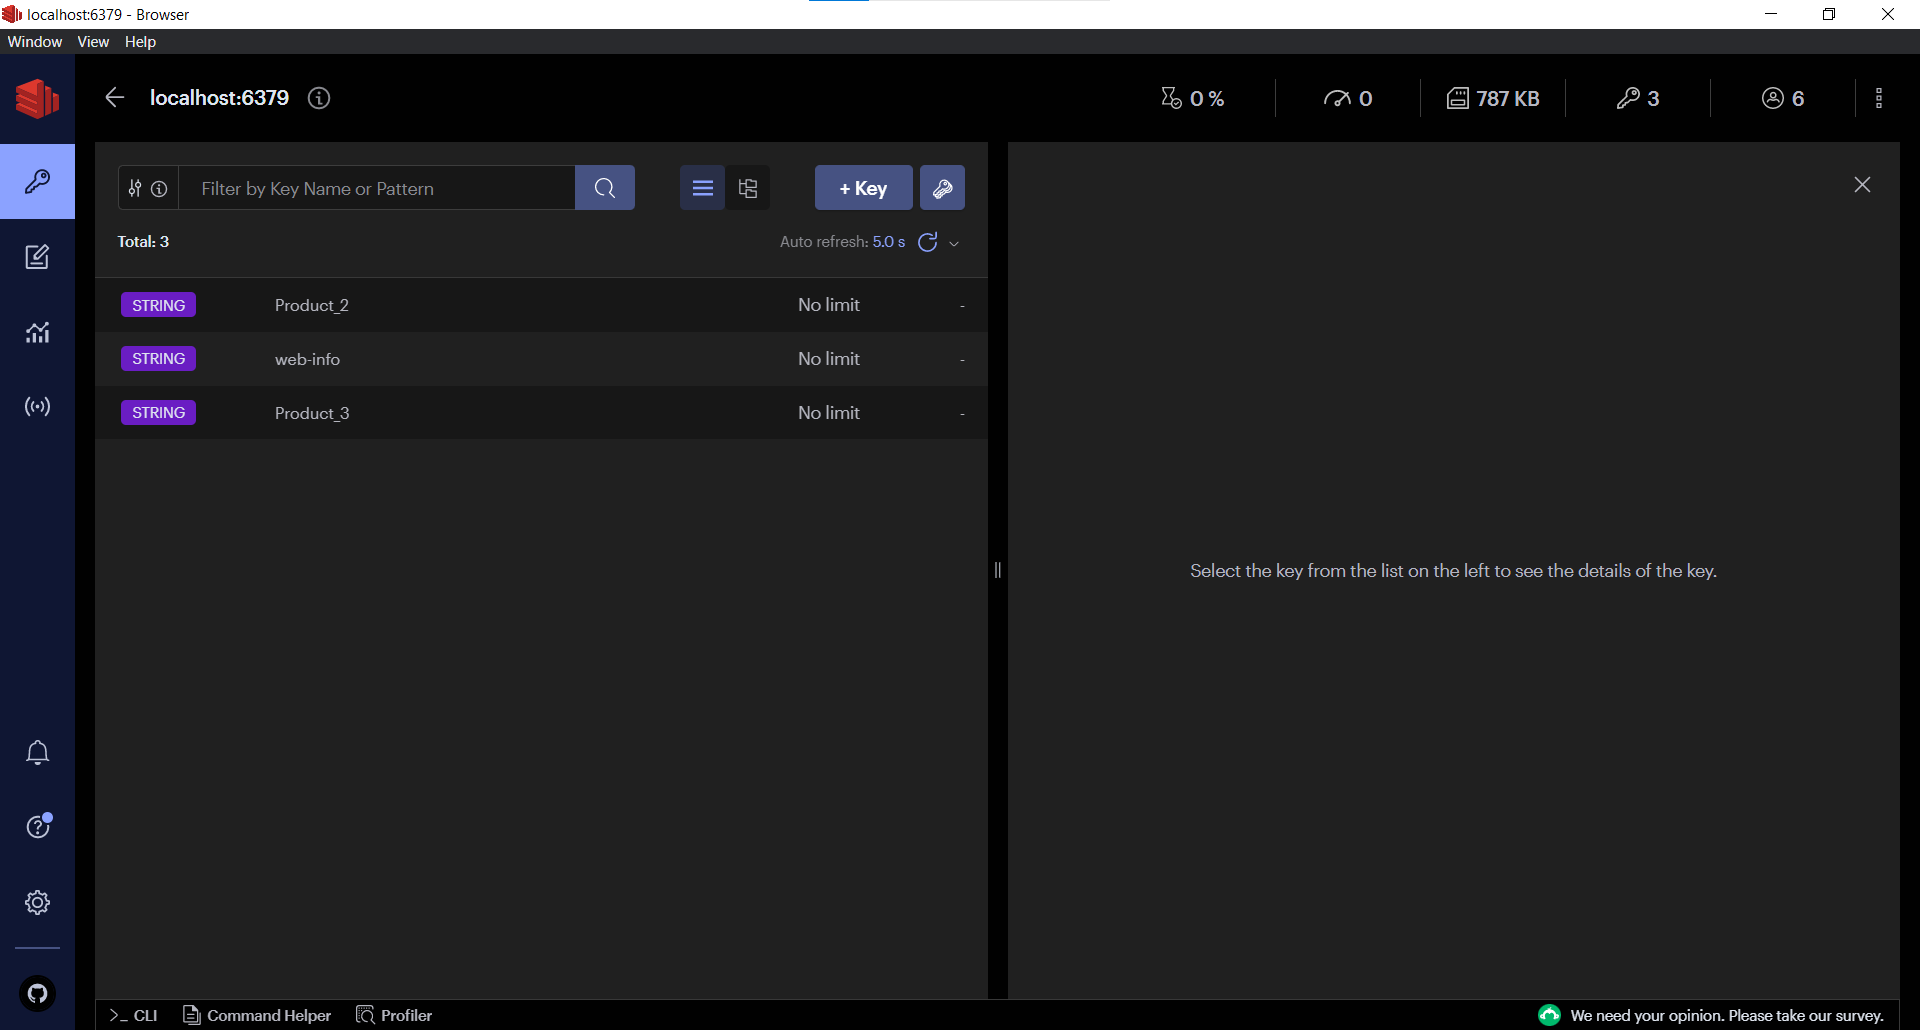 localhost:6379 - Browser
Window View Help
localhost:6379
0 %
0
787 KB
3
6
Filter by Key Name or Pattern
+ Key
Total: 3
Auto refresh: 5.0 s
STRING Product_2 No limit -
STRING web-info No limit -
STRING Product_3 No limit -
Select the key from the list on the left to see the details of the key.
>_ CLI Command Helper Profiler
We need your opinion. Please take our survey.